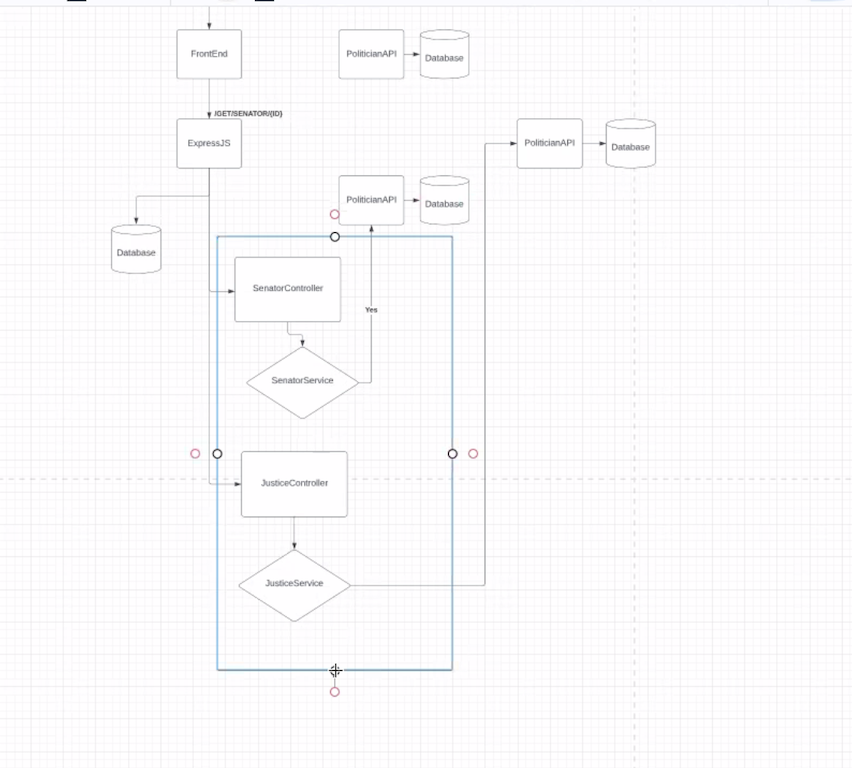 FrontEnd
PoliticianAPI
Database
/GET/SENATOR/{ID}
ExpressJS
PoliticianAPI
Database
PoliticianAPI
Database
Database
SenatorController
Yes
SenatorService
JusticeController
JusticeService